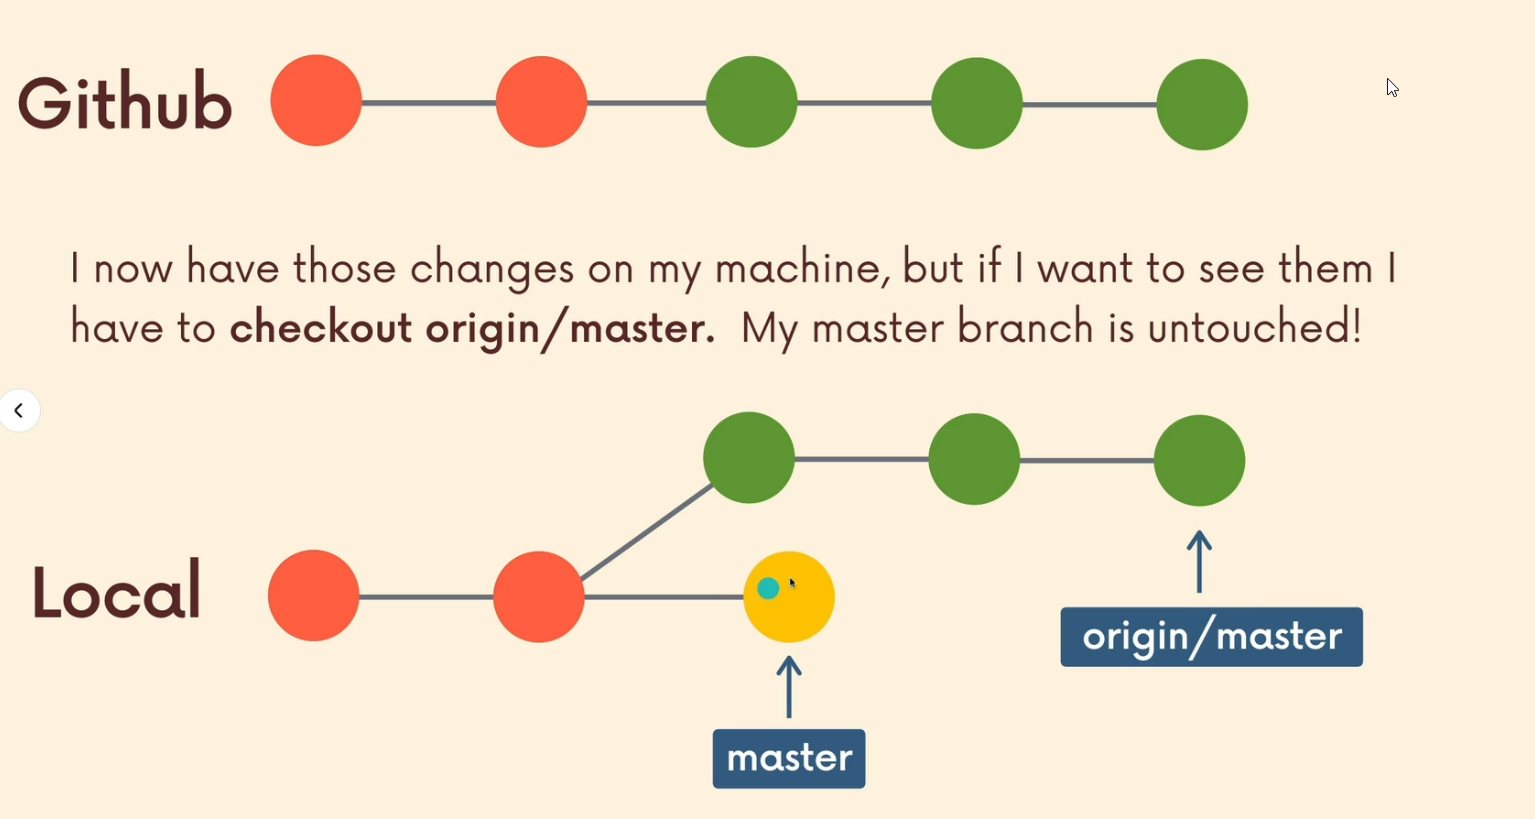 Github
I now have those changes on my machine, but if I want to see them I
have to checkout origin/master. My master branch is untouched!
Local
origin/master
master